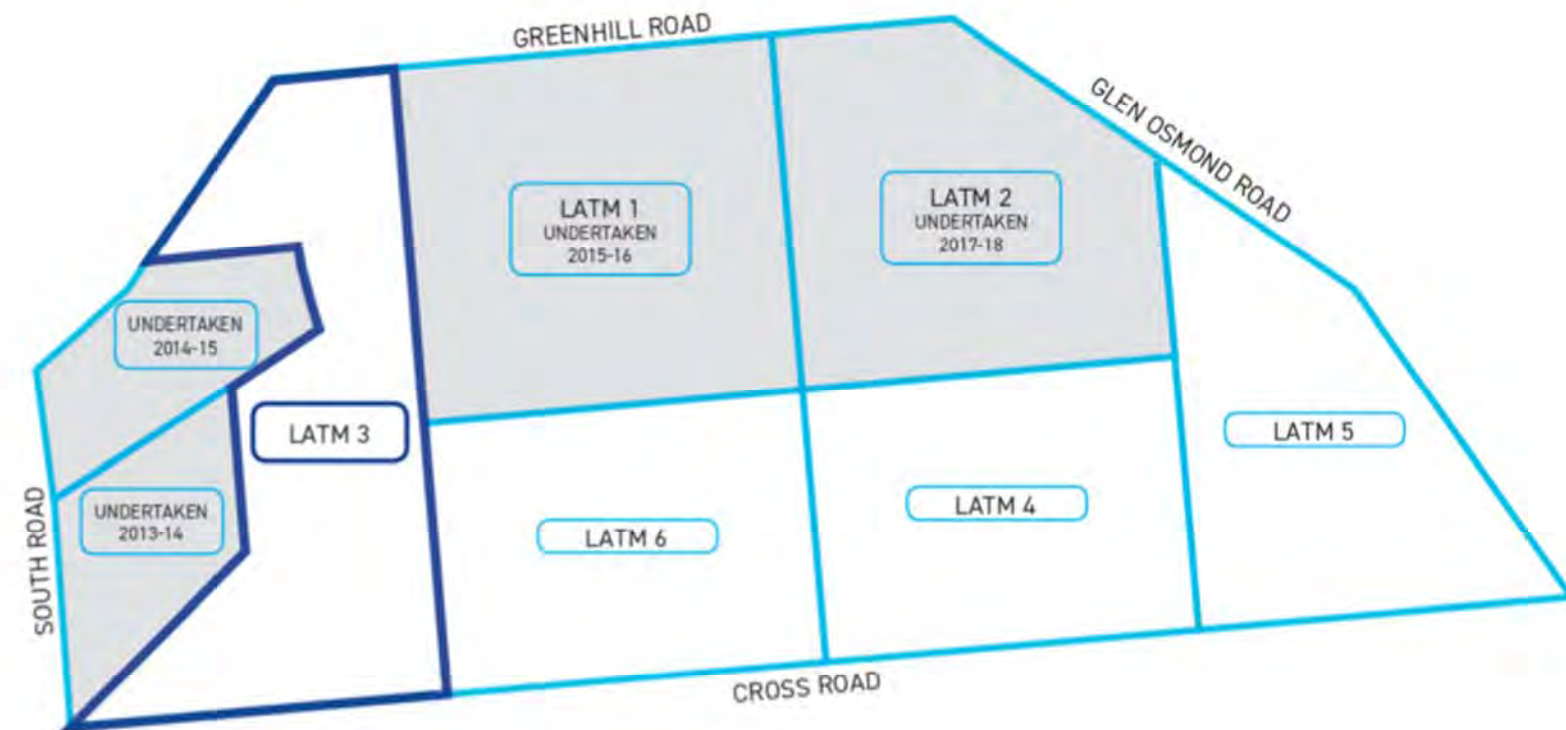 GREENHILL ROAD
GLEN OSMOND ROAD
LATM 1
UNDERTAKEN
2015-16
LATM 2
UNDERTAKEN
2017-18
UNDERTAKEN
2014-15
LATM 3
LATM 5
UNDERTAKEN
2013-14
LATM 6
LATM 4
SOUTH ROAD
CROSS ROAD